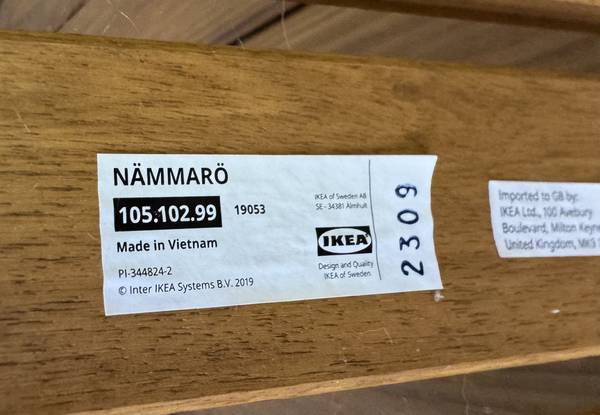 NÄMMARÖ
105.102.99 19053
Made in Vietnam
PI-344824-2
© Inter IKEA Systems B.V. 2019
IKEA of Sweden AB
SE - 34381 Älmhult
IKEA
Design and Quality
IKEA of Sweden
2309
Imported to GB by:
IKEA Ltd., 100 Avebury
Boulevard, Milton Keyne
United Kingdom, MK9